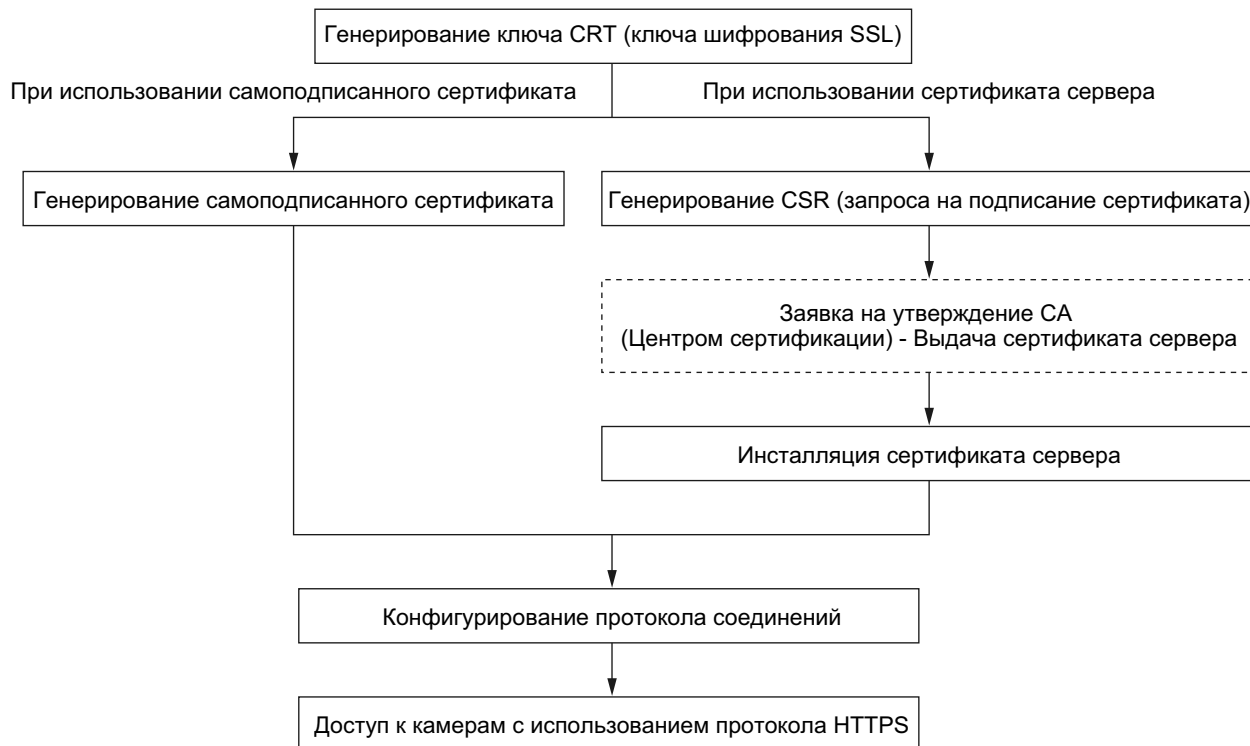 Генерирование ключа CRT (ключа шифрования SSL)
При использовании самоподписанного сертификата
При использовании сертификата сервера
Генерирование самоподписанного сертификата
Генерирование CSR (запроса на подписание сертификата)
Заявка на утверждение CA
(Центром сертификации) - Выдача сертификата сервера
Инсталляция сертификата сервера
Конфигурирование протокола соединений
Доступ к камерам с использованием протокола HTTPS